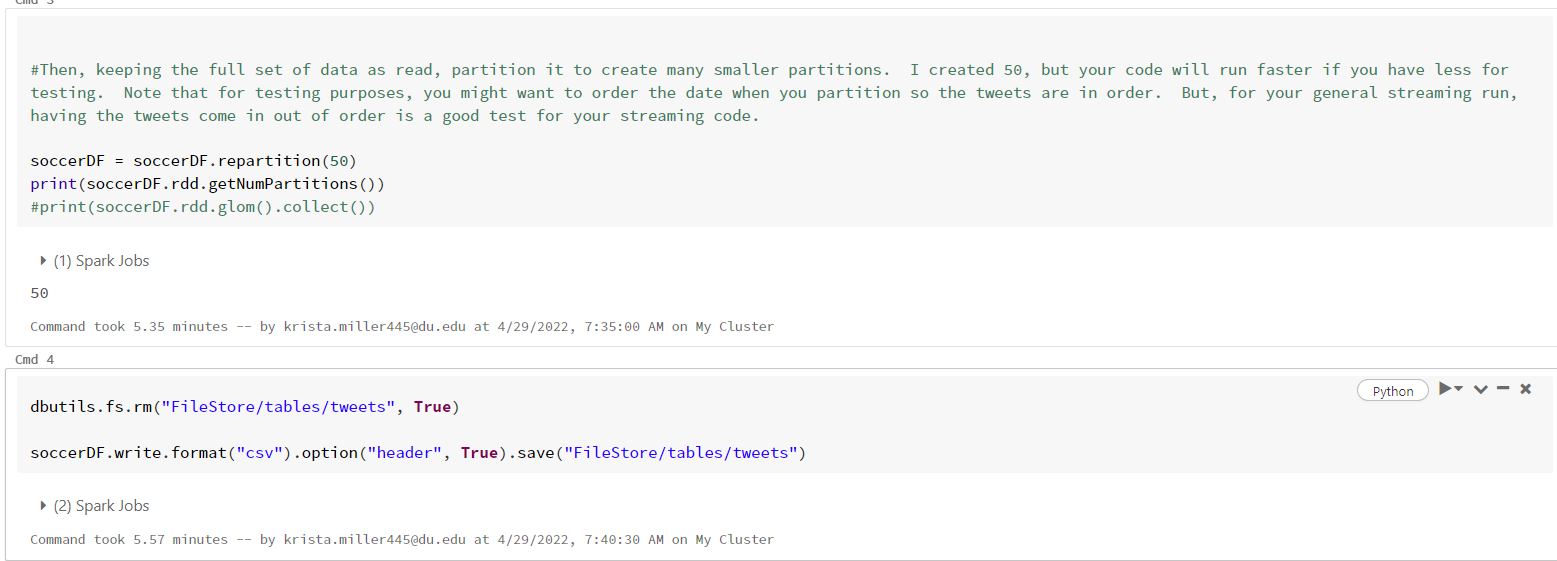 Cmd 3
#Then, keeping the full set of data as read, partition it to create many smaller partitions.  I created 50, but your code will run faster if you have less for
testing.  Note that for testing purposes, you might want to order the date when you partition so the tweets are in order.  But, for your general streaming run,
having the tweets come in out of order is a good test for your streaming code.
soccerDF = soccerDF.repartition(50)
print(soccerDF.rdd.getNumPartitions())
#print(soccerDF.rdd.glom().collect())
(1) Spark Jobs
50
Command took 5.35 minutes -- by krista.miller445@du.edu at 4/29/2022, 7:35:00 AM on My Cluster
Cmd 4
Python
dbutils.fs.rm("FileStore/tables/tweets", True)
soccerDF.write.format("csv").option("header", True).save("FileStore/tables/tweets")
(2) Spark Jobs
Command took 5.57 minutes -- by krista.miller445@du.edu at 4/29/2022, 7:40:30 AM on My Cluster